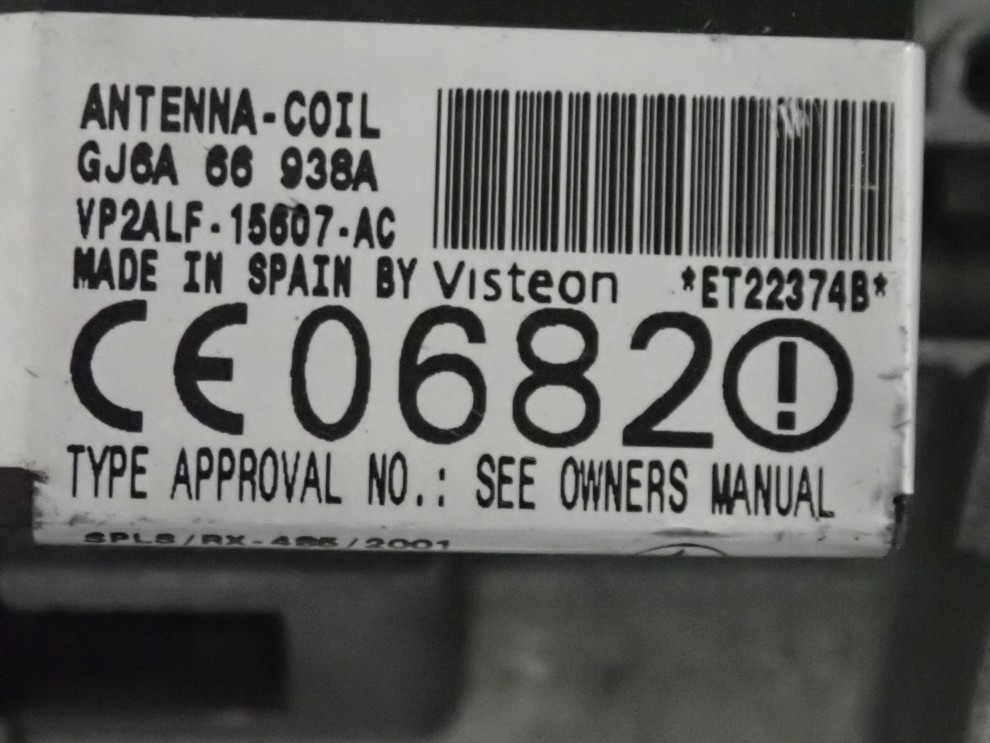 ANTENNA-COIL
GJ6A 66 938A
VP2ALF-15607-AC
MADE IN SPAIN BY Visteon
*ET22374B*
CE0682
TYPE APPROVAL NO.: SEE OWNERS MANUAL
/2001